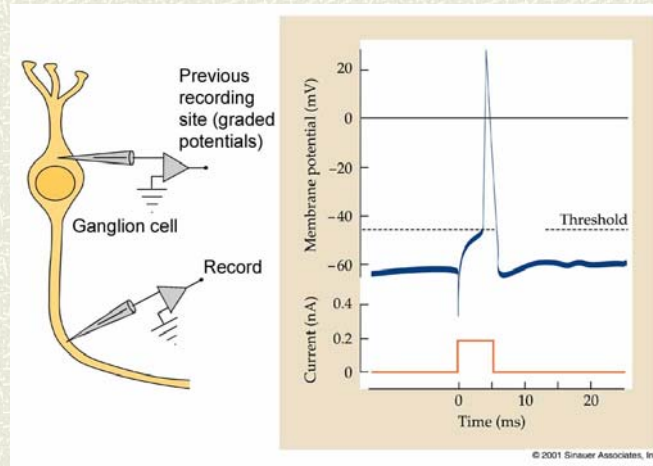 Previous
recording
site (graded
potentials)
Ganglion cell
Record
Membrane potential (mV)
20
0
−20
−40
−60
Threshold
Current (nA)
0.4
0.2
0
0
10
20
Time (ms)
© 2001 Sinauer Associates, In